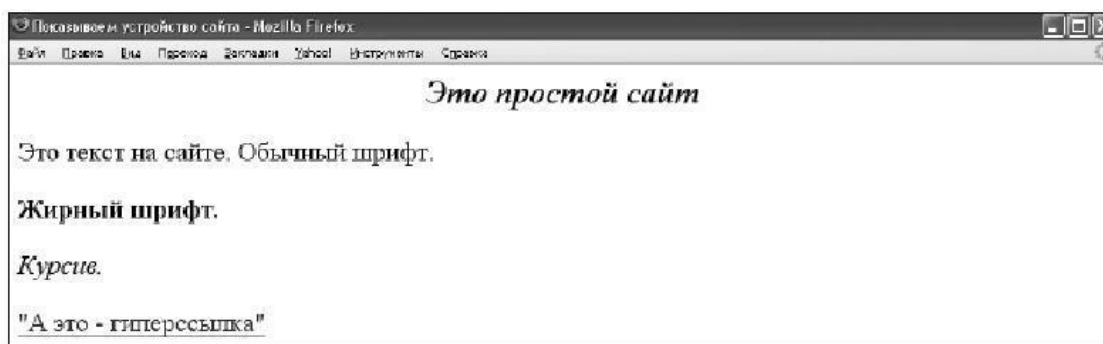 Показываем устройство сайта - Mozilla Firefox
Файл Правка Вид Переход Закладки Yahoo! Инструменты Справка
Это простой сайт
Это текст на сайте. Обычный шрифт.
Жирный шрифт.
Курсив.
"А это - гиперссылка"